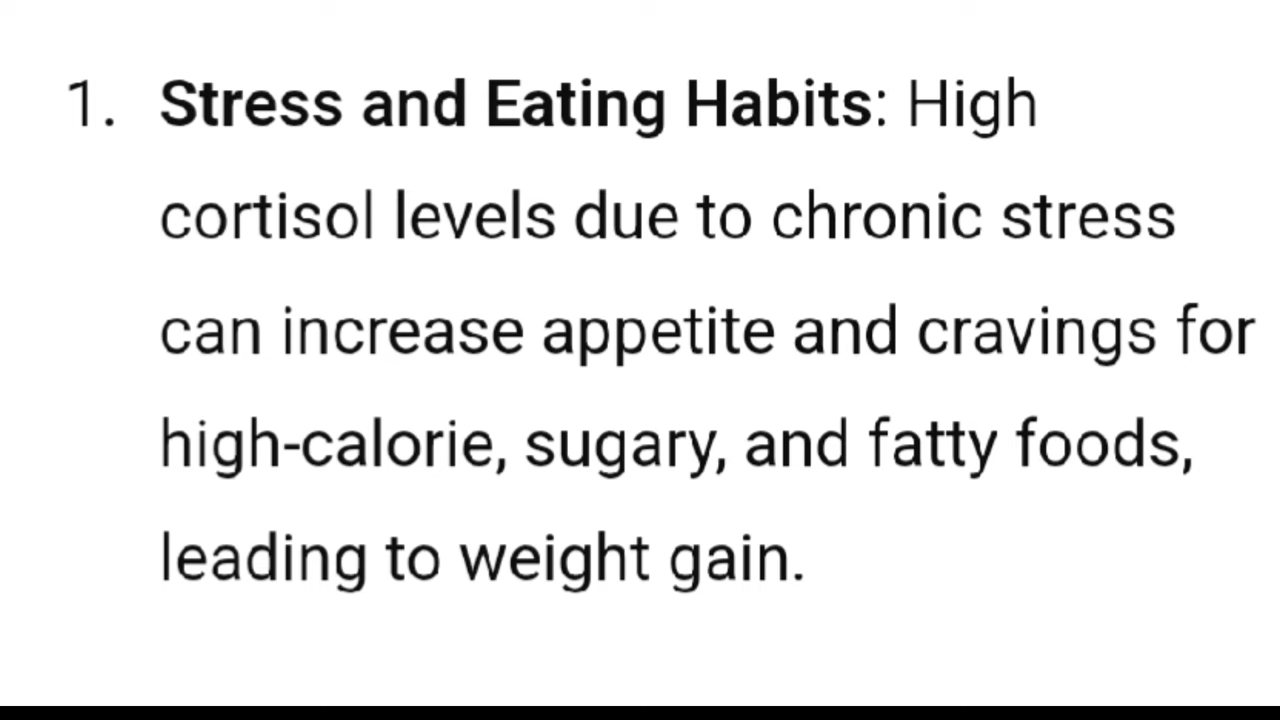 1. Stress and Eating Habits: High
cortisol levels due to chronic stress
can increase appetite and cravings for
high-calorie, sugary, and fatty foods,
leading to weight gain.